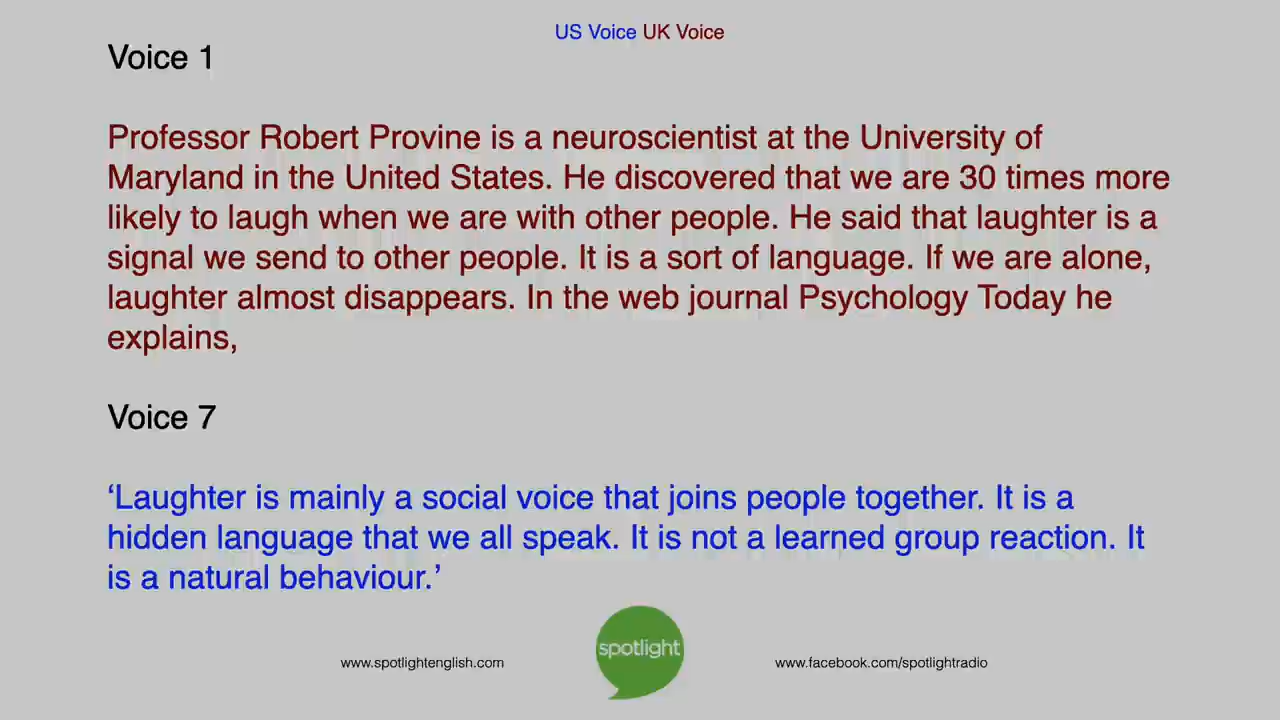 US Voice UK Voice
Voice 1
Professor Robert Provine is a neuroscientist at the University of
Maryland in the United States. He discovered that we are 30 times more
likely to laugh when we are with other people. He said that laughter is a
signal we send to other people. It is a sort of language. If we are alone,
laughter almost disappears. In the web journal Psychology Today he
explains,
Voice 7
‘Laughter is mainly a social voice that joins people together. It is a
hidden language that we all speak. It is not a learned group reaction. It
is a natural behaviour.’
www.spotlightenglish.com
spotlight
www.facebook.com/spotlightradio